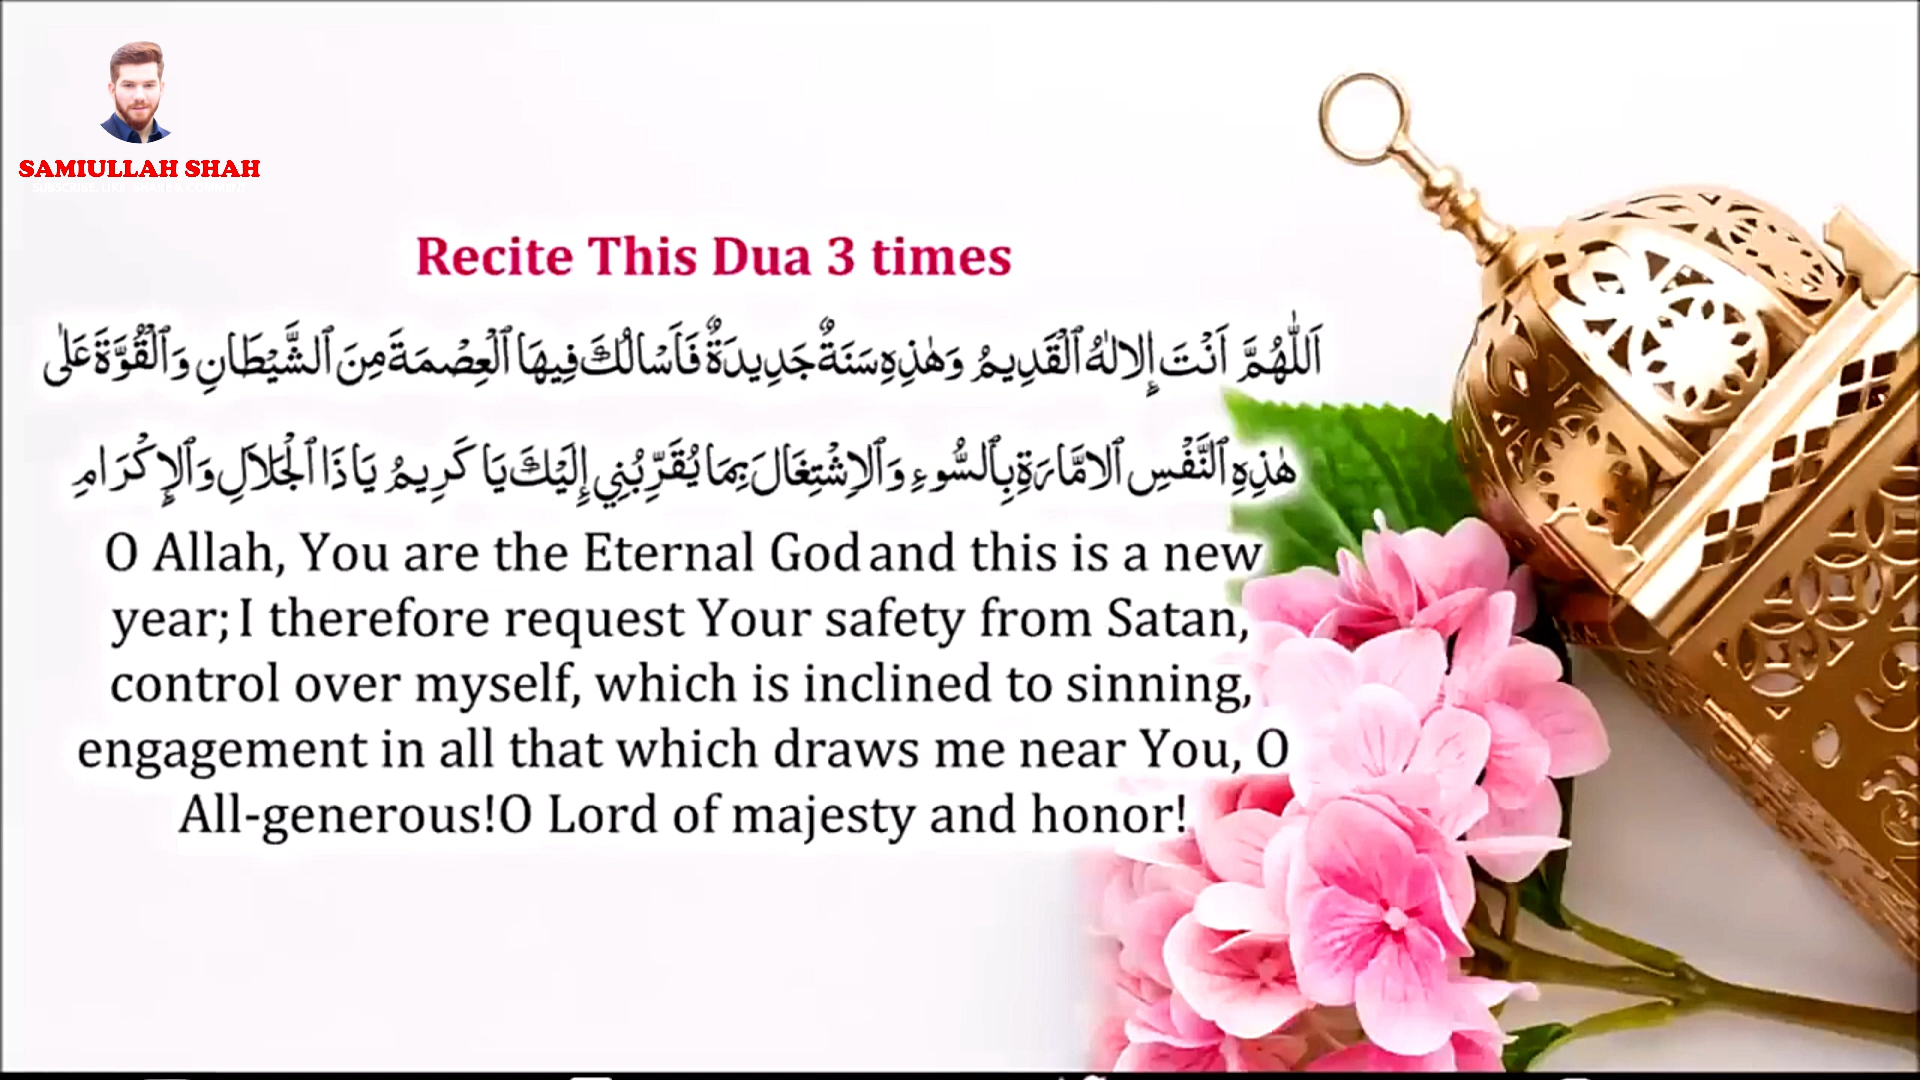 SAMIULLAH SHAH
Recite This Dua 3 times
اَللّٰهُمَّ اَنْتَ إِلالٰهُ ٱلْقَدِيمُ وَهٰذِهِ سَنَةٌ جَدِيدَةٌ فَاَسْالُكَ فِيهَا ٱلْعِصْمَةَ مِنَ ٱلشَّيْطَانِ وَٱلْقُوَّةَ عَلٰى
هٰذِهِ ٱلنَّفْسِ ٱلامَّارَةِ بِٱلسُّوءِ وَٱلاِشْتِغَالَ بِمَا يُقَرِّبُنِي إِلَيْكَ يَا كَرِيمُ يَا ذَا ٱلْجَلاَلِ وَٱلإِكْرَامِ
O Allah, You are the Eternal God and this is a new
year; I therefore request Your safety from Satan,
control over myself, which is inclined to sinning,
engagement in all that which draws me near You, O
All-generous!O Lord of majesty and honor!